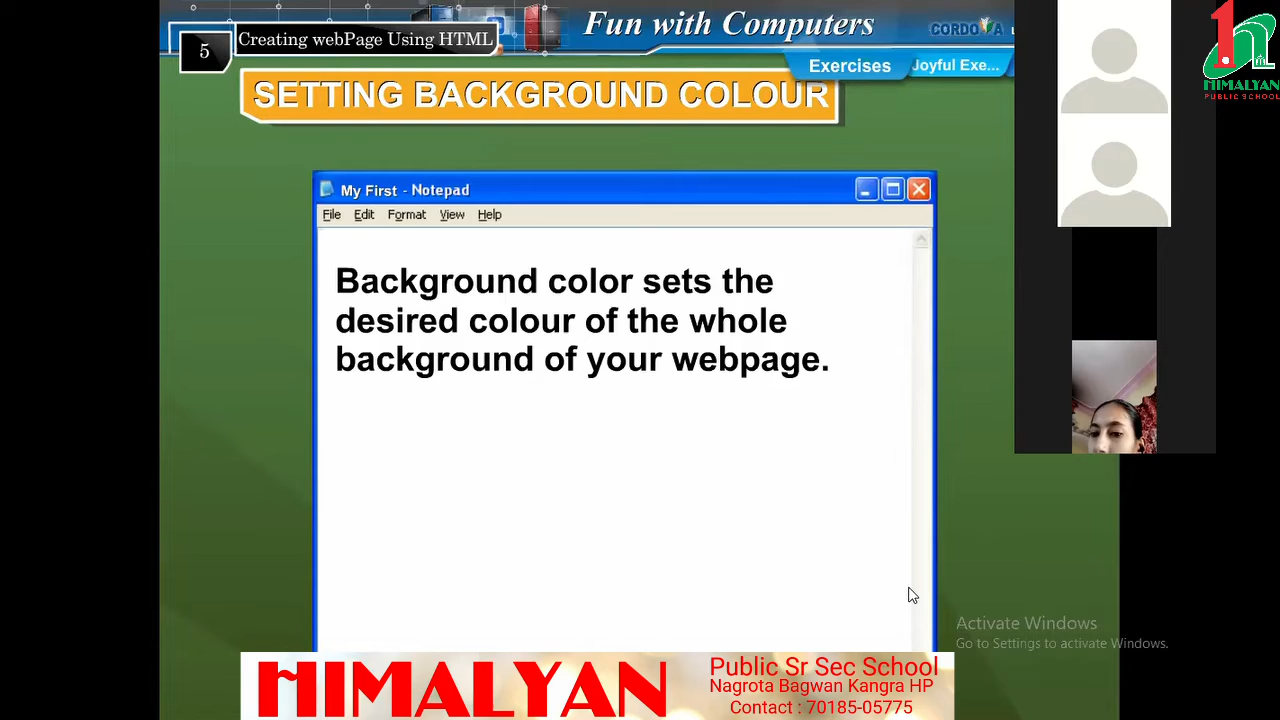 Fun with Computers
CORDOVA
5
Creating webPage Using HTML
Exercises
Joyful Exe...
SETTING BACKGROUND COLOUR
My First - Notepad
File Edit Format View Help
Background color sets the
desired colour of the whole
background of your webpage.
HIMALYAN
PUBLIC SCHOOL
Activate Windows
Go to Settings to activate Windows.
HIMALYAN
Public Sr Sec School
Nagrota Bagwan Kangra HP
Contact : 70185-05775